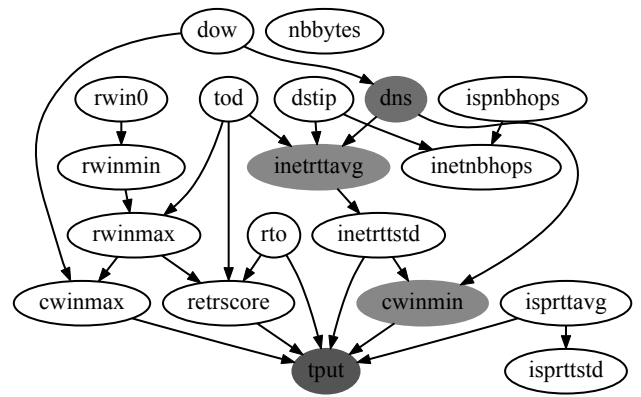 dow nbbytes
rwin0 tod dstip dns ispnbhops
rwinmin inetrttavg inetnbhops
rwinmax rto inetrttstd
cwinmax retrscore cwinmin isprttavg
tput isprttstd